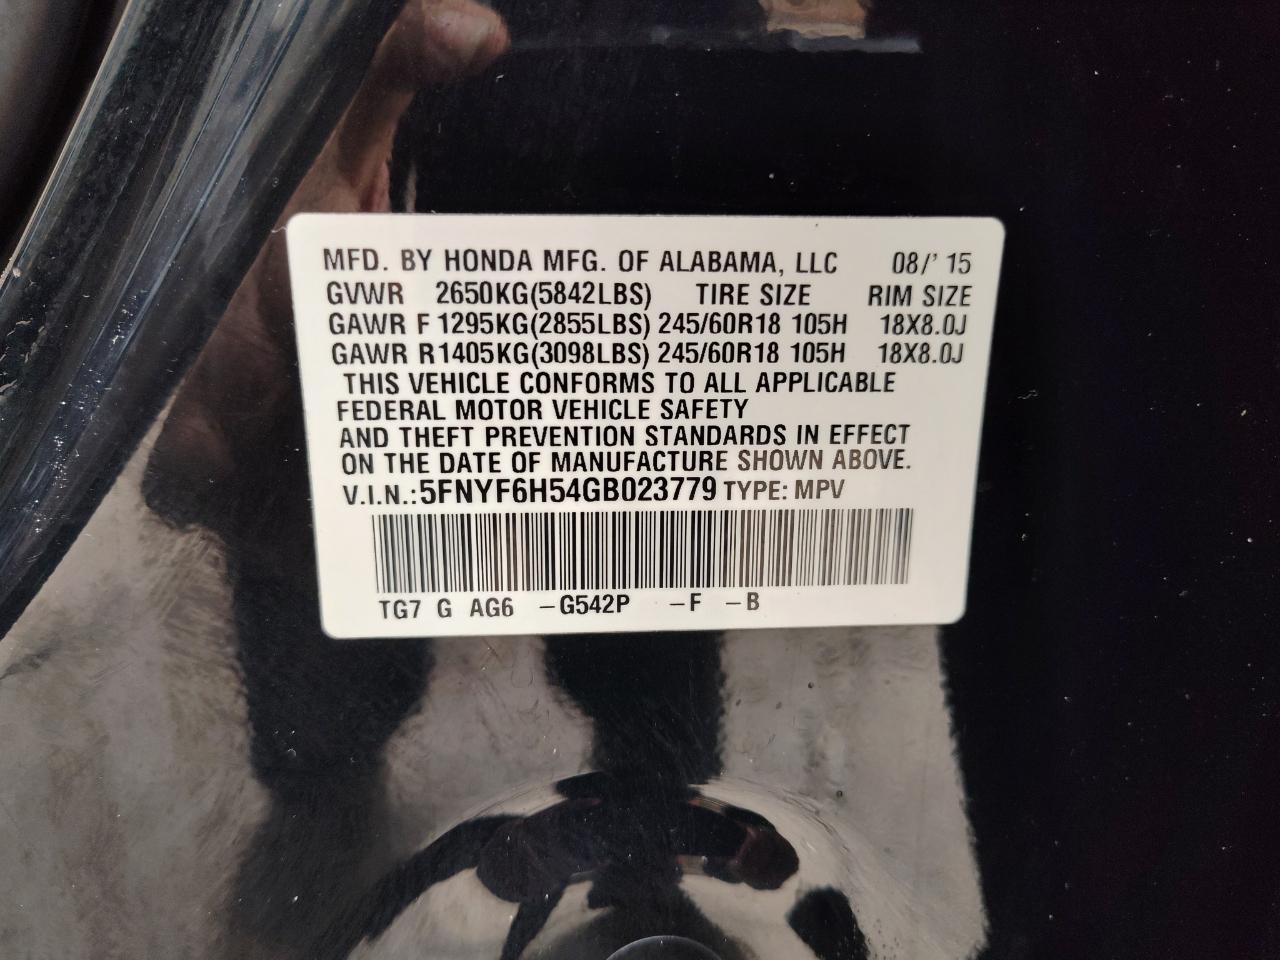 MFD. BY HONDA MFG. OF ALABAMA, LLC 08/' 15
GVWR 2650KG(5842LBS) TIRE SIZE RIM SIZE
GAWR F 1295KG(2855LBS) 245/60R18 105H 18X8.0J
GAWR R1405KG(3098LBS) 245/60R18 105H 18X8.0J
THIS VEHICLE CONFORMS TO ALL APPLICABLE
FEDERAL MOTOR VEHICLE SAFETY
AND THEFT PREVENTION STANDARDS IN EFFECT
ON THE DATE OF MANUFACTURE SHOWN ABOVE.
V.I.N.:5FNYF6H54GB023779 TYPE: MPV
TG7 G AG6 -G542P -F -B